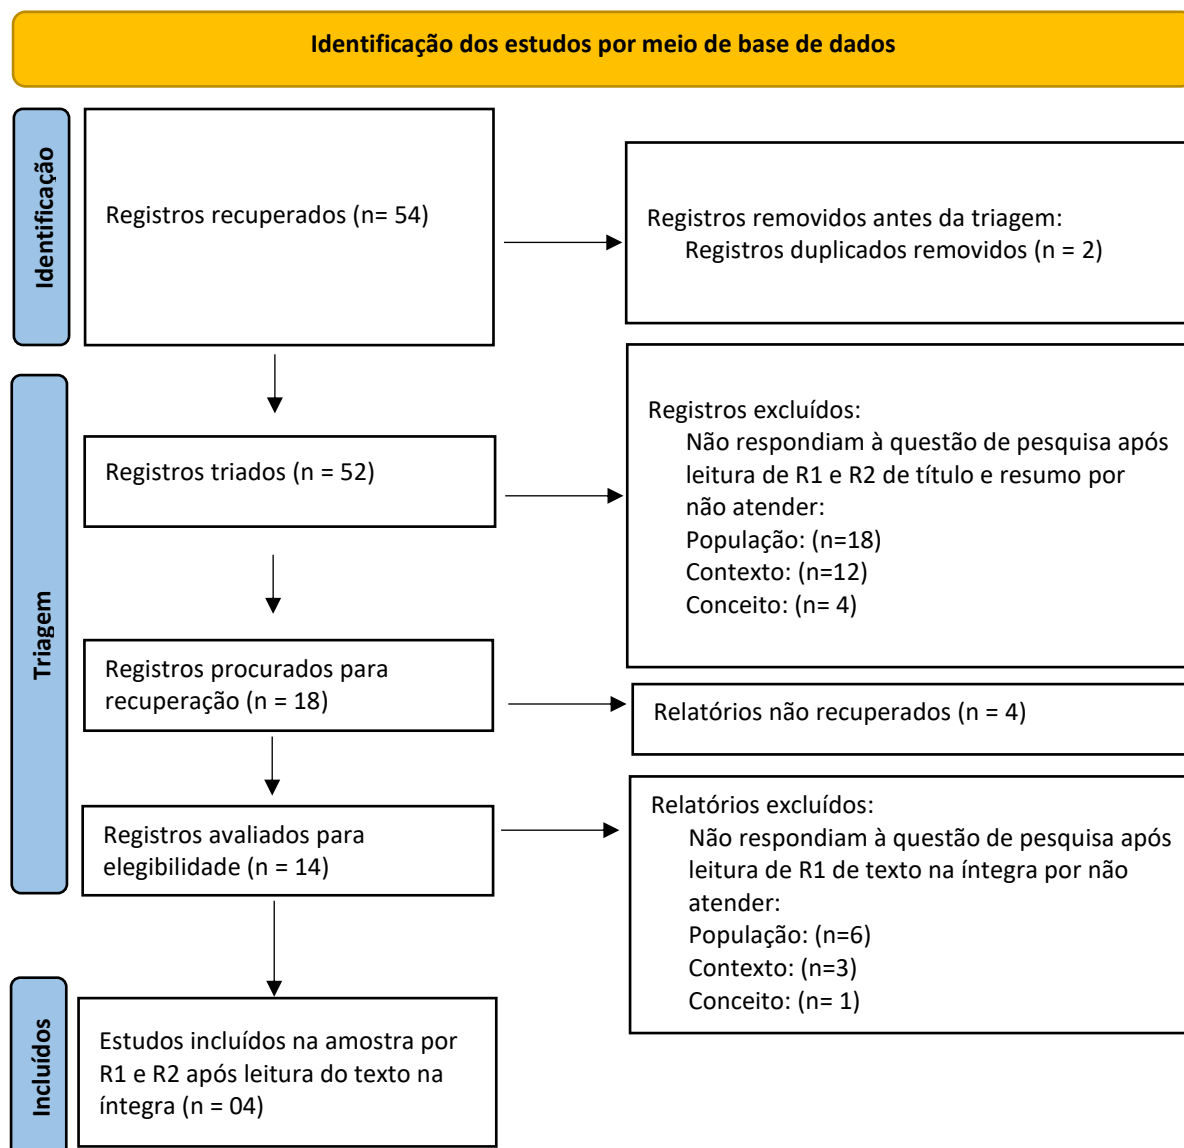 Identificação dos estudos por meio de base de dados
Identificação
Registros recuperados (n= 54)
Registros removidos antes da triagem:
Registros duplicados removidos (n = 2)
Triagem
Registros triados (n = 52)
Registros excluídos:
Não respondiam à questão de pesquisa após
leitura de R1 e R2 de título e resumo por
não atender:
População: (n=18)
Contexto: (n=12)
Conceito: (n= 4)
Registros procurados para
recuperação (n = 18)
Relatórios não recuperados (n = 4)
Registros avaliados para
elegibilidade (n = 14)
Relatórios excluídos:
Não respondiam à questão de pesquisa após
leitura de R1 de texto na íntegra por não
atender:
População: (n=6)
Contexto: (n=3)
Conceito: (n= 1)
Incluídos
Estudos incluídos na amostra por
R1 e R2 após leitura do texto na
íntegra (n = 04)